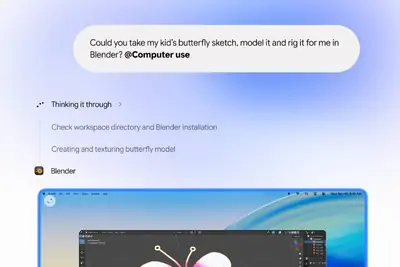 Could you take my kid's butterfly sketch, model it and rig it for me in
Blender? @Computer use
Thinking it through
Check workspace directory and Blender installation
Creating and texturing butterfly model
Blender